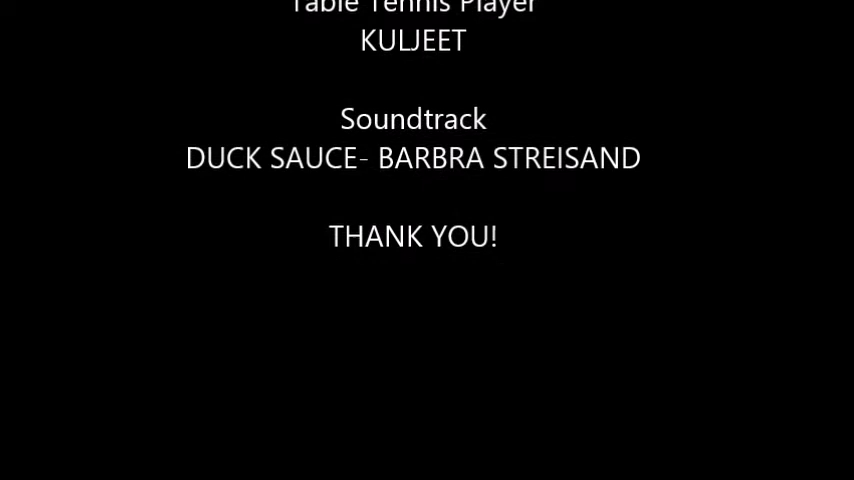 Table Tennis Player
KULJEET
Soundtrack
DUCK SAUCE- BARBRA STREISAND
THANK YOU!